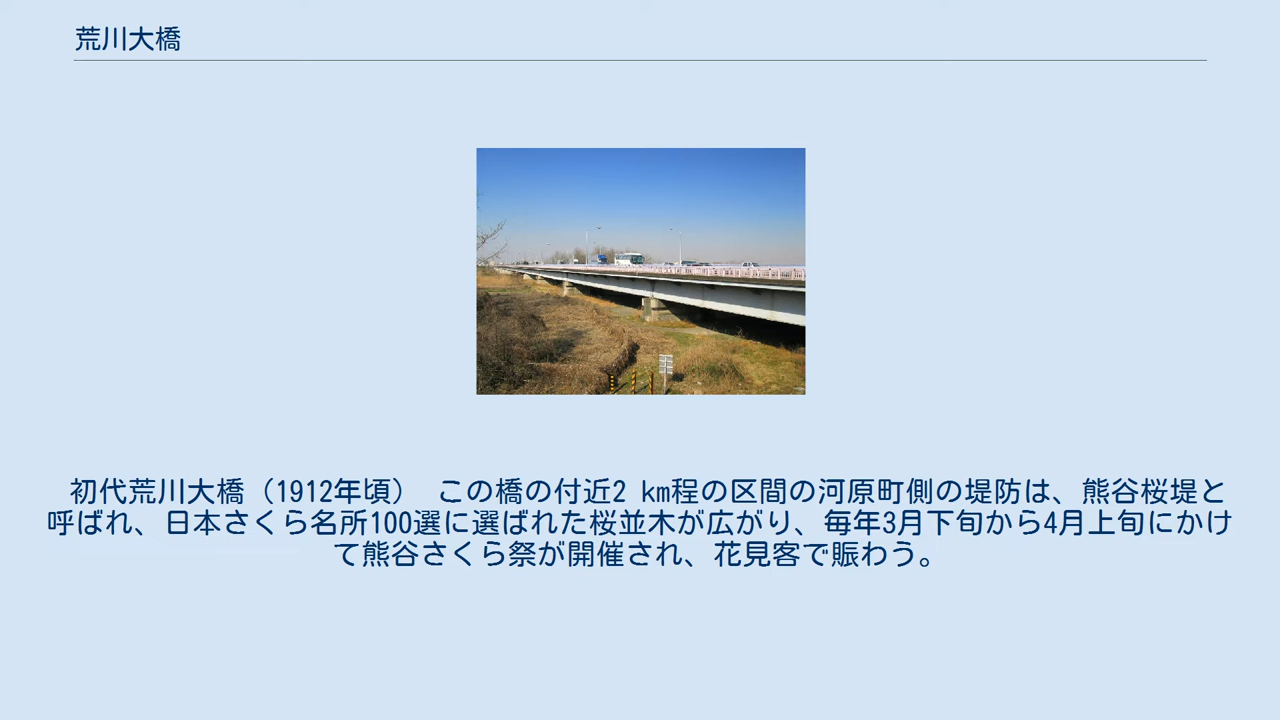 荒川大橋
初代荒川大橋（1912年頃）　この橋の付近2 km程の区間の河原町側の堤防は、熊谷桜堤と
呼ばれ、日本さくら名所100選に選ばれた桜並木が広がり、毎年3月下旬から4月上旬にかけ
て熊谷さくら祭が開催され、花見客で賑わう。